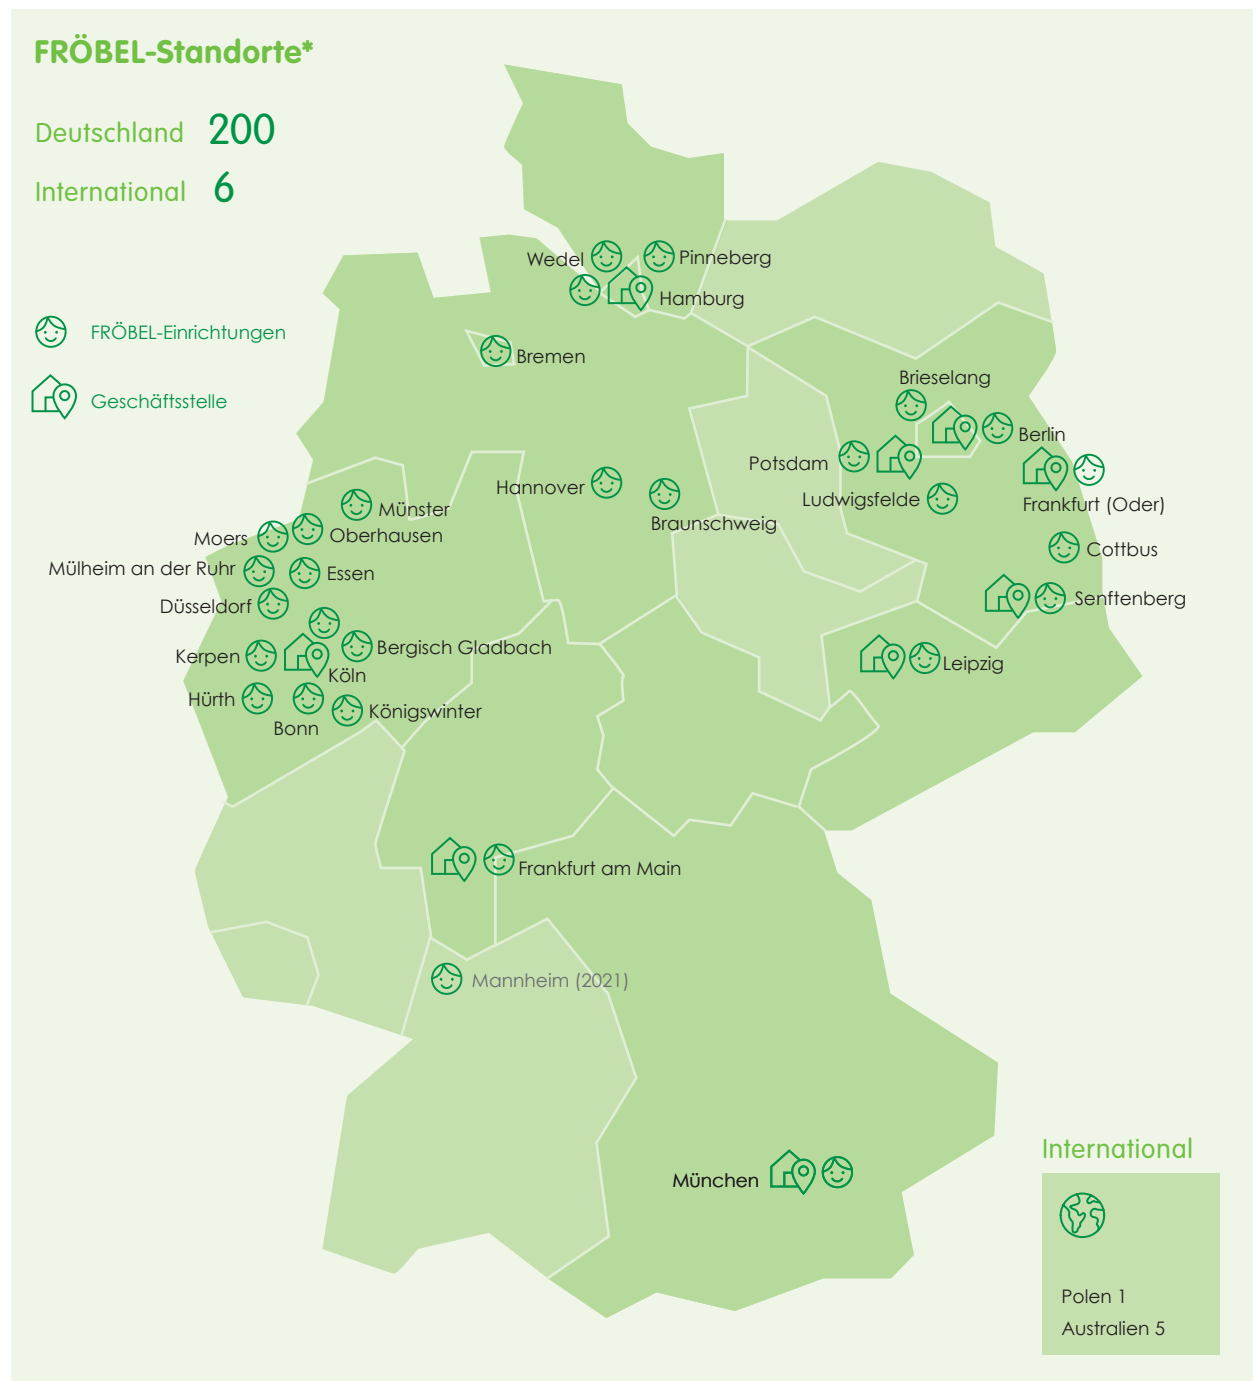 FRÖBEL-Standorte*
Deutschland 200
International 6
FRÖBEL-Einrichtungen
Geschäftsstelle
Wedel
Pinneberg
Hamburg
Bremen
Brieselang
Berlin
Potsdam
Ludwigsfelde
Frankfurt (Oder)
Hannover
Braunschweig
Cottbus
Senftenberg
Leipzig
Münster
Moers
Oberhausen
Mülheim an der Ruhr
Essen
Düsseldorf
Kerpen
Bergisch Gladbach
Köln
Hürth
Bonn
Königswinter
Frankfurt am Main
Mannheim (2021)
München
International
Polen 1
Australien 5